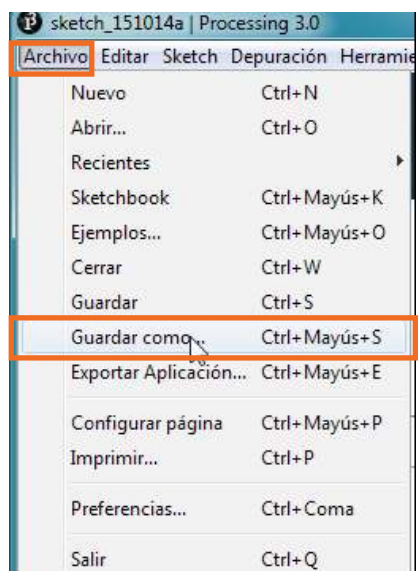 sketch_151014a | Processing 3.0
Archivo Editar Sketch Depuración
Nuevo Ctrl+N
Abrir... Ctrl+O
Recientes
Sketchbook Ctrl+Mayús+K
Ejemplos... Ctrl+Mayús+O
Cerrar Ctrl+W
Guardar Ctrl+S
Guardar como... Ctrl+Mayús+S
Exportar Aplicación... Ctrl+Mayús+E
Configurar página Ctrl+Mayús+P
Imprimir... Ctrl+P
Preferencias... Ctrl+Coma
Salir Ctrl+Q